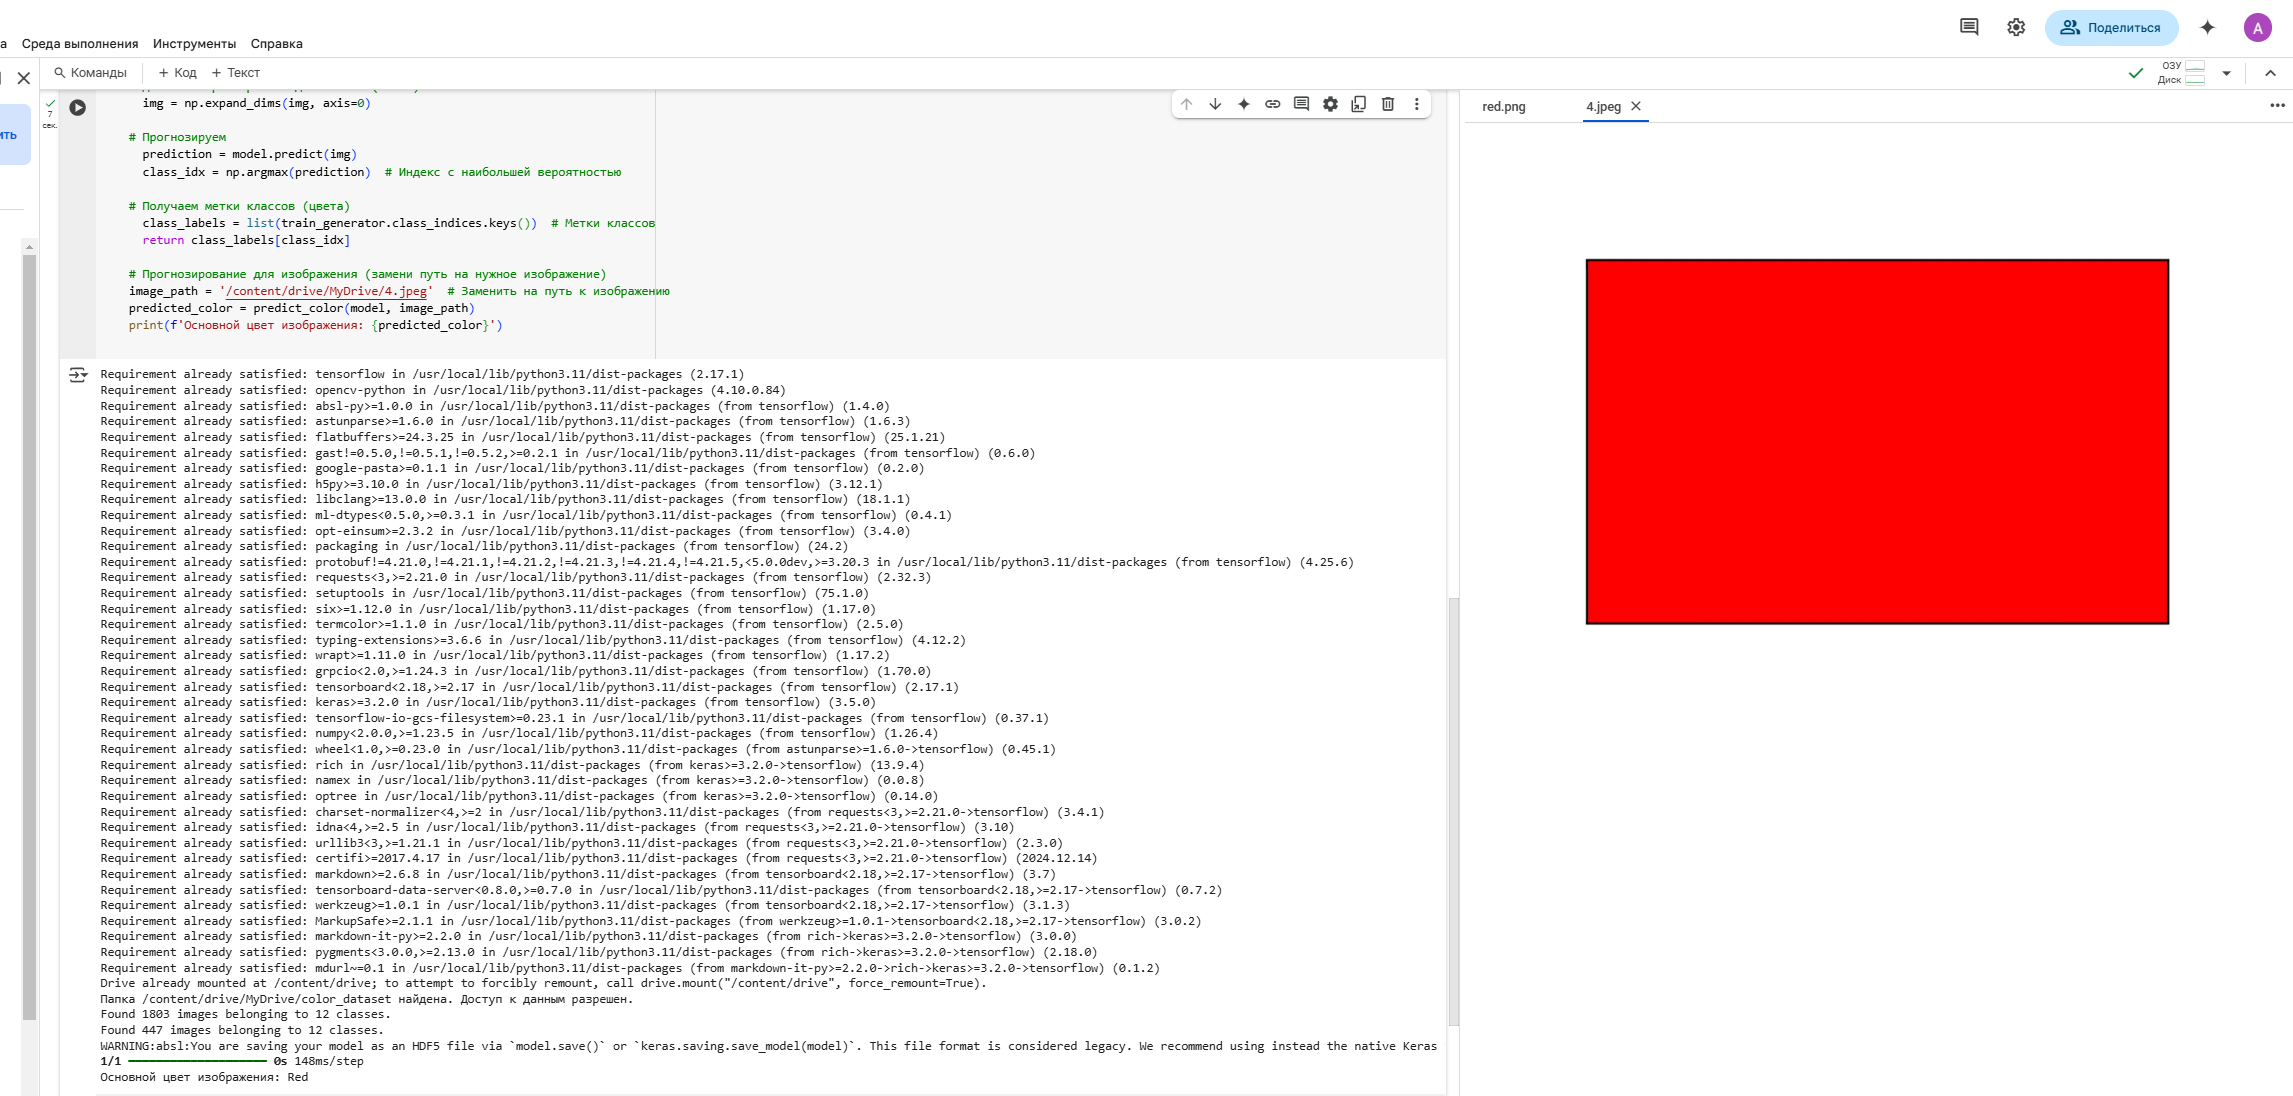 Поделиться
A
а Среда выполнения Инструменты Справка
Команды + Код + Текст
ОЗУ
Диск
ить
7
сек.
img = np.expand_dims(img, axis=0)
# Прогнозируем
prediction = model.predict(img)
class_idx = np.argmax(prediction)  # Индекс с наибольшей вероятностью
# Получаем метки классов (цвета)
class_labels = list(train_generator.class_indices.keys())  # Метки классов
return class_labels[class_idx]
# Прогнозирование для изображения (замени путь на нужное изображение)
image_path = '/content/drive/MyDrive/4.jpeg'  # Заменить на путь к изображению
predicted_color = predict_color(model, image_path)
print(f'Основной цвет изображения: {predicted_color}')
Requirement already satisfied: tensorflow in /usr/local/lib/python3.11/dist-packages (2.17.1)
Requirement already satisfied: opencv-python in /usr/local/lib/python3.11/dist-packages (4.10.0.84)
Requirement already satisfied: absl-py>=1.0.0 in /usr/local/lib/python3.11/dist-packages (from tensorflow) (1.4.0)
Requirement already satisfied: astunparse>=1.6.0 in /usr/local/lib/python3.11/dist-packages (from tensorflow) (1.6.3)
Requirement already satisfied: flatbuffers>=24.3.25 in /usr/local/lib/python3.11/dist-packages (from tensorflow) (25.1.21)
Requirement already satisfied: gast!=0.5.0,!=0.5.1,!=0.5.2,>=0.2.1 in /usr/local/lib/python3.11/dist-packages (from tensorflow) (0.6.0)
Requirement already satisfied: google-pasta>=0.1.1 in /usr/local/lib/python3.11/dist-packages (from tensorflow) (0.2.0)
Requirement already satisfied: h5py>=3.10.0 in /usr/local/lib/python3.11/dist-packages (from tensorflow) (3.12.1)
Requirement already satisfied: libclang>=13.0.0 in /usr/local/lib/python3.11/dist-packages (from tensorflow) (18.1.1)
Requirement already satisfied: ml-dtypes<0.5.0,>=0.3.1 in /usr/local/lib/python3.11/dist-packages (from tensorflow) (0.4.1)
Requirement already satisfied: opt-einsum>=2.3.2 in /usr/local/lib/python3.11/dist-packages (from tensorflow) (3.4.0)
Requirement already satisfied: packaging in /usr/local/lib/python3.11/dist-packages (from tensorflow) (24.2)
Requirement already satisfied: protobuf!=4.21.0,!=4.21.1,!=4.21.2,!=4.21.3,!=4.21.4,!=4.21.5,<5.0.0dev,>=3.20.3 in /usr/local/lib/python3.11/dist-packages (from tensorflow) (4.25.6)
Requirement already satisfied: requests<3,>=2.21.0 in /usr/local/lib/python3.11/dist-packages (from tensorflow) (2.32.3)
Requirement already satisfied: setuptools in /usr/local/lib/python3.11/dist-packages (from tensorflow) (75.1.0)
Requirement already satisfied: six>=1.12.0 in /usr/local/lib/python3.11/dist-packages (from tensorflow) (1.17.0)
Requirement already satisfied: termcolor>=1.1.0 in /usr/local/lib/python3.11/dist-packages (from tensorflow) (2.5.0)
Requirement already satisfied: typing-extensions>=3.6.6 in /usr/local/lib/python3.11/dist-packages (from tensorflow) (4.12.2)
Requirement already satisfied: wrapt>=1.11.0 in /usr/local/lib/python3.11/dist-packages (from tensorflow) (1.17.2)
Requirement already satisfied: grpcio<2.0,>=1.24.3 in /usr/local/lib/python3.11/dist-packages (from tensorflow) (1.70.0)
Requirement already satisfied: tensorboard<2.18,>=2.17 in /usr/local/lib/python3.11/dist-packages (from tensorflow) (2.17.1)
Requirement already satisfied: keras>=3.2.0 in /usr/local/lib/python3.11/dist-packages (from tensorflow) (3.5.0)
Requirement already satisfied: tensorflow-io-gcs-filesystem>=0.23.1 in /usr/local/lib/python3.11/dist-packages (from tensorflow) (0.37.1)
Requirement already satisfied: numpy<2.0.0,>=1.23.5 in /usr/local/lib/python3.11/dist-packages (from tensorflow) (1.26.4)
Requirement already satisfied: wheel<1.0,>=0.23.0 in /usr/local/lib/python3.11/dist-packages (from astunparse>=1.6.0->tensorflow) (0.45.1)
Requirement already satisfied: rich in /usr/local/lib/python3.11/dist-packages (from keras>=3.2.0->tensorflow) (13.9.4)
Requirement already satisfied: namex in /usr/local/lib/python3.11/dist-packages (from keras>=3.2.0->tensorflow) (0.0.8)
Requirement already satisfied: optree in /usr/local/lib/python3.11/dist-packages (from keras>=3.2.0->tensorflow) (0.14.0)
Requirement already satisfied: charset-normalizer<4,>=2 in /usr/local/lib/python3.11/dist-packages (from requests<3,>=2.21.0->tensorflow) (3.4.1)
Requirement already satisfied: idna<4,>=2.5 in /usr/local/lib/python3.11/dist-packages (from requests<3,>=2.21.0->tensorflow) (3.10)
Requirement already satisfied: urllib3<3,>=1.21.1 in /usr/local/lib/python3.11/dist-packages (from requests<3,>=2.21.0->tensorflow) (2.3.0)
Requirement already satisfied: certifi>=2017.4.17 in /usr/local/lib/python3.11/dist-packages (from requests<3,>=2.21.0->tensorflow) (2024.12.14)
Requirement already satisfied: markdown>=2.6.8 in /usr/local/lib/python3.11/dist-packages (from tensorboard<2.18,>=2.17->tensorflow) (3.7)
Requirement already satisfied: tensorboard-data-server<0.8.0,>=0.7.0 in /usr/local/lib/python3.11/dist-packages (from tensorboard<2.18,>=2.17->tensorflow) (0.7.2)
Requirement already satisfied: werkzeug>=1.0.1 in /usr/local/lib/python3.11/dist-packages (from tensorboard<2.18,>=2.17->tensorflow) (3.1.3)
Requirement already satisfied: MarkupSafe>=2.1.1 in /usr/local/lib/python3.11/dist-packages (from werkzeug>=1.0.1->tensorboard<2.18,>=2.17->tensorflow) (3.0.2)
Requirement already satisfied: markdown-it-py>=2.2.0 in /usr/local/lib/python3.11/dist-packages (from rich->keras>=3.2.0->tensorflow) (3.0.0)
Requirement already satisfied: pygments<3.0.0,>=2.13.0 in /usr/local/lib/python3.11/dist-packages (from rich->keras>=3.2.0->tensorflow) (2.18.0)
Requirement already satisfied: mdurl~=0.1 in /usr/local/lib/python3.11/dist-packages (from markdown-it-py>=2.2.0->rich->keras>=3.2.0->tensorflow) (0.1.2)
Drive already mounted at /content/drive; to attempt to forcibly remount, call drive.mount("/content/drive", force_remount=True).
Папка /content/drive/MyDrive/color_dataset найдена. Доступ к данным разрешен.
Found 1803 images belonging to 12 classes.
Found 447 images belonging to 12 classes.
WARNING:absl:You are saving your model as an HDF5 file via `model.save()` or `keras.saving.save_model(model)`. This file format is considered legacy. We recommend using instead the native Keras
1/1 0s 148ms/step
Основной цвет изображения: Red
red.png 4.jpeg